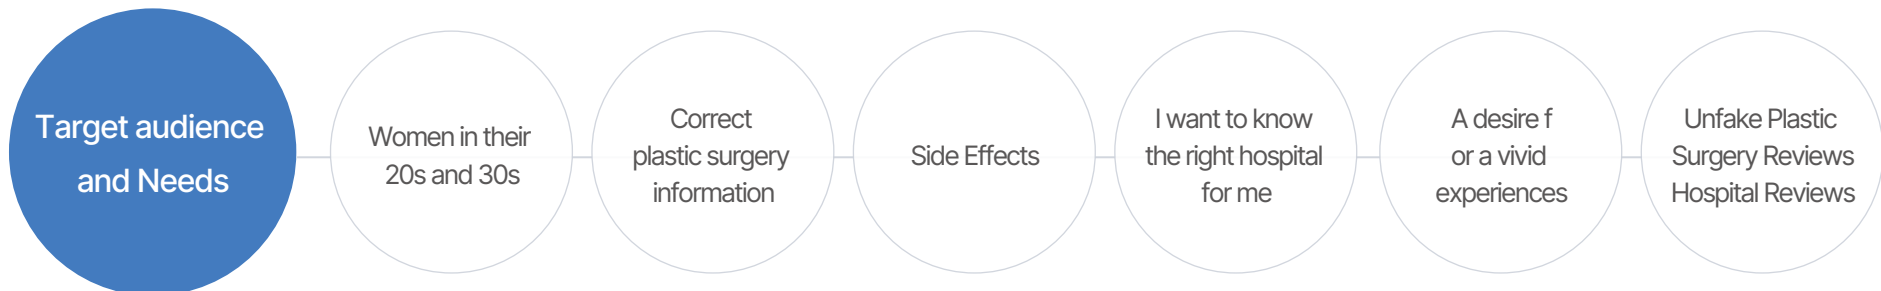 Target audience
and Needs
Women in their
20s and 30s
Correct
plastic surgery
information
Side Effects
I want to know
the right hospital
for me
A desire f
or a vivid
experiences
Unfake Plastic
Surgery Reviews
Hospital Reviews